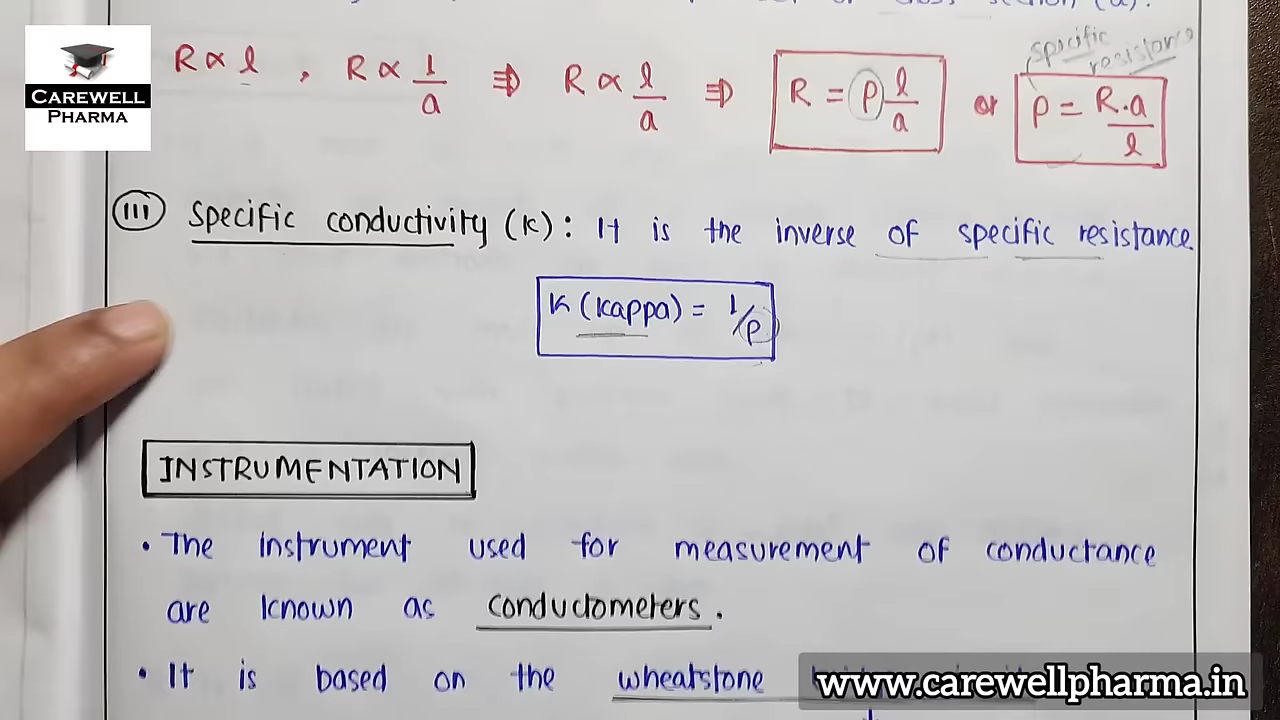 CAREWELL
PHARMA
section (a).
R ∝ l , R ∝ 1/a ⇒ R ∝ l/a ⇒ R = ρ l/a or ρ = R.a/l
specific
resistance
(III) Specific conductivity (K): It is the inverse of specific resistance
K (Kappa) = 1/ρ
INSTRUMENTATION
• The instrument used for measurement of conductance
are known as conductometers.
• It is based on the wheatstone
www.carewellpharma.in